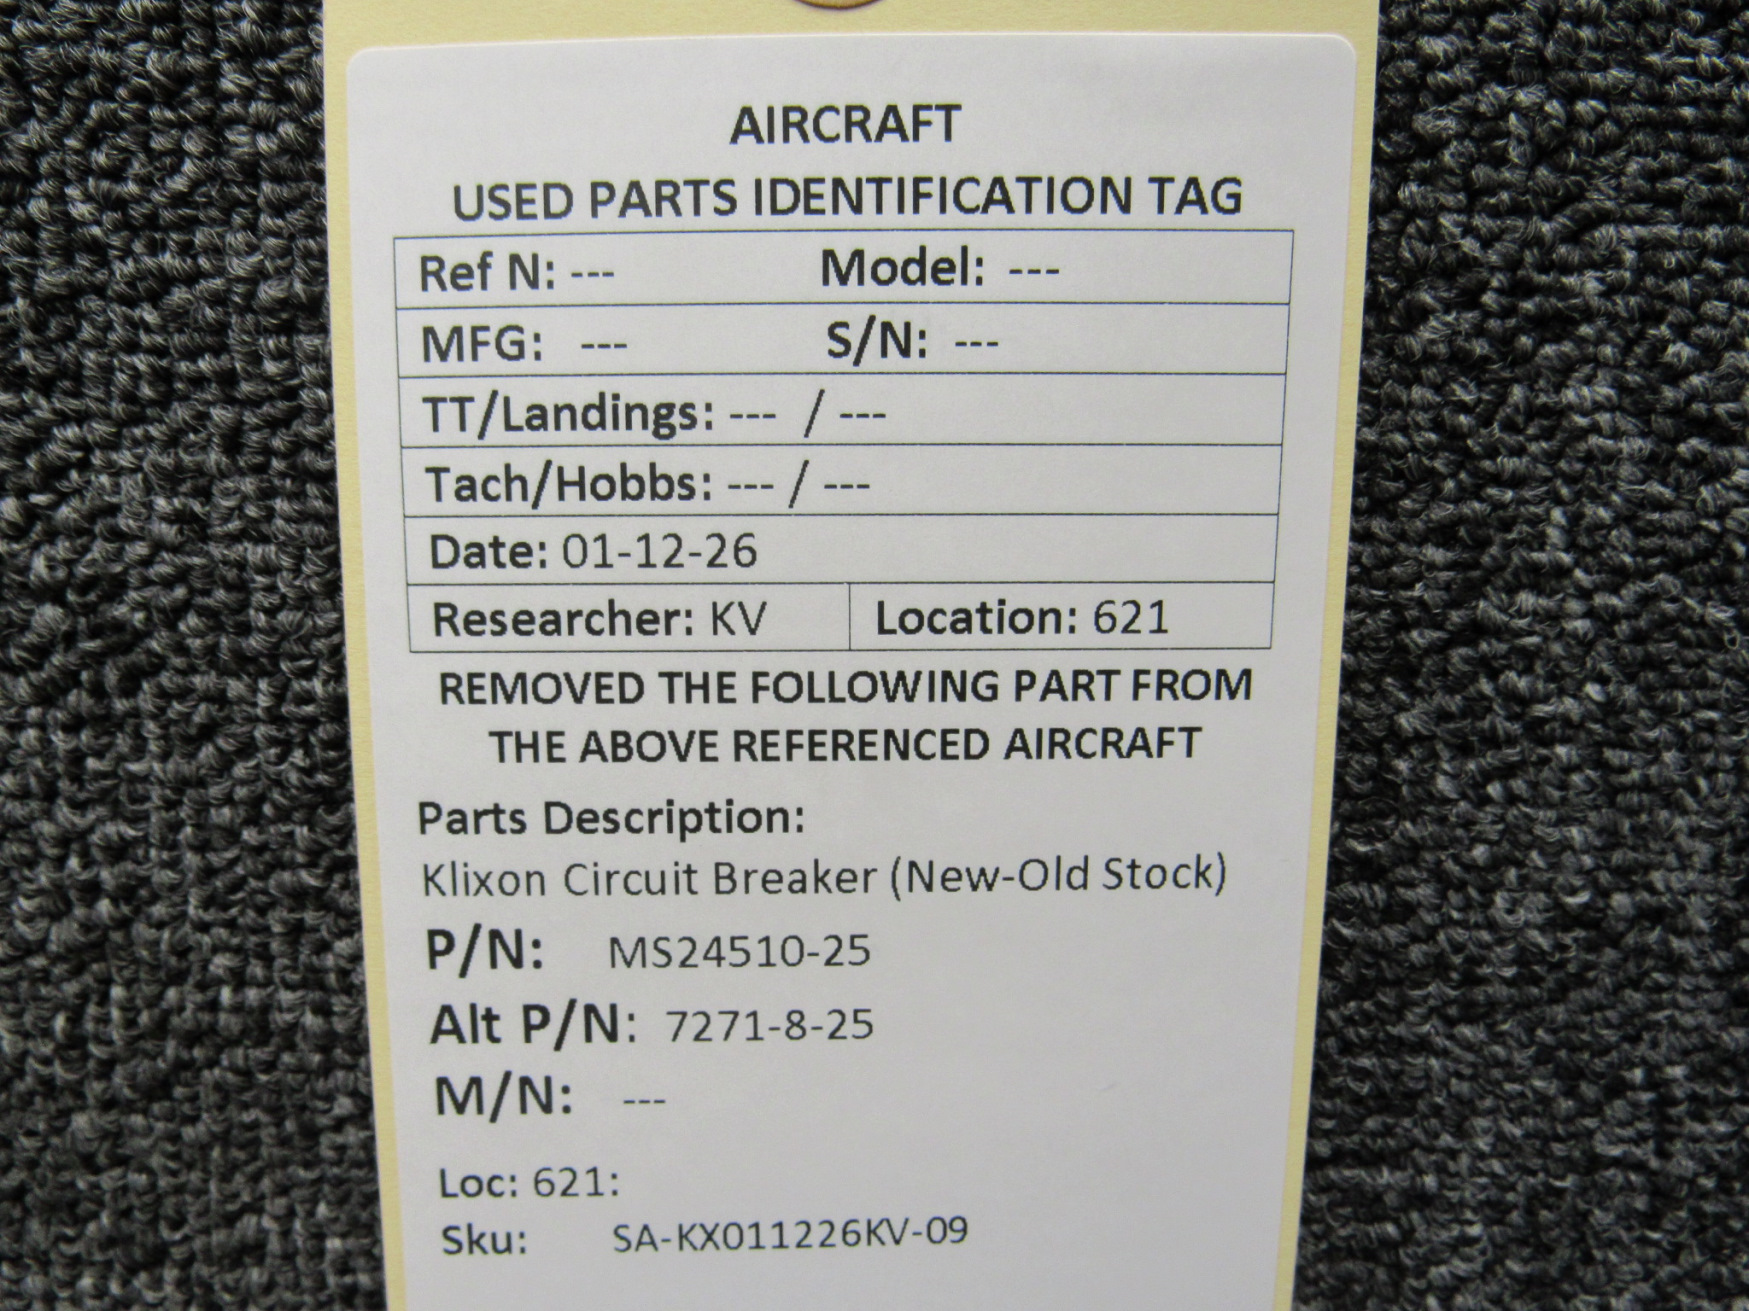 AIRCRAFT
USED PARTS IDENTIFICATION TAG
Ref N: --- Model: ---
MFG: --- S/N: ---
TT/Landings: --- / ---
Tach/Hobbs: --- / ---
Date: 01-12-26
Researcher: KV Location: 621
REMOVED THE FOLLOWING PART FROM
THE ABOVE REFERENCED AIRCRAFT
Parts Description:
Klixon Circuit Breaker (New-Old Stock)
P/N: MS24510-25
Alt P/N: 7271-8-25
M/N: ---
Loc: 621:
Sku: SA-KX011226KV-09